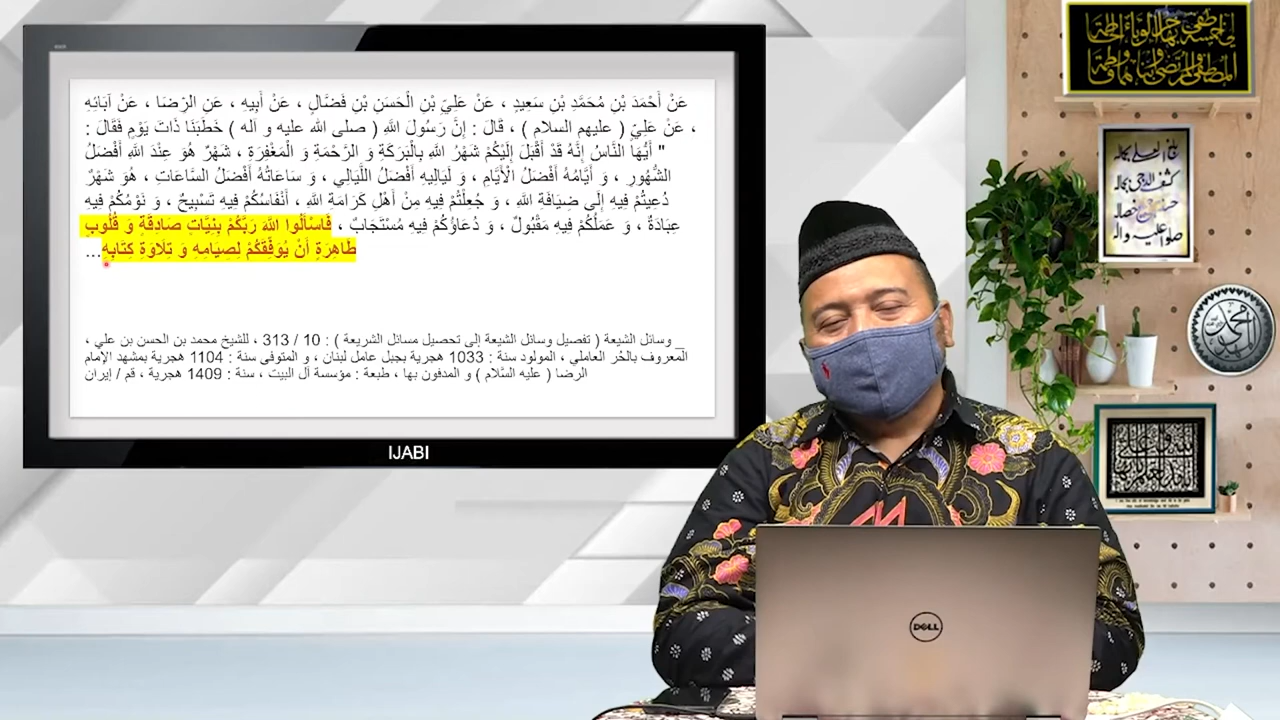 عَنْ أَحْمَدَ بْنِ مُحَمَّدِ بْنِ سَعِيدٍ ، عَنْ عَلِيِّ بْنِ الْحَسَنِ بْنِ فَضَّالٍ ، عَنْ أَبِيهِ ، عَنِ الرِّضَا ، عَنْ آبَائِهِ
، عَنْ عَلِيٍّ ( عليهم السلام ) ، قَالَ : إِنَّ رَسُولَ اللَّهِ ( صلى الله عليه و آله ) خَطَبَنَا ذَاتَ يَوْمٍ فَقَالَ :
" أَيُّهَا النَّاسُ إِنَّهُ قَدْ أَقْبَلَ إِلَيْكُمْ شَهْرُ اللَّهِ بِالْبَرَكَةِ وَ الرَّحْمَةِ وَ الْمَغْفِرَةِ ، شَهْرٌ هُوَ عِنْدَ اللَّهِ أَفْضَلُ
الشُّهُورِ ، وَ أَيَّامُهُ أَفْضَلُ الْأَيَّامِ ، وَ لَيَالِيهِ أَفْضَلُ اللَّيَالِي ، وَ سَاعَاتُهُ أَفْضَلُ السَّاعَاتِ ، هُوَ شَهْرٌ
دُعِيتُمْ فِيهِ إِلَى ضِيَافَةِ اللَّهِ ، وَ جُعِلْتُمْ فِيهِ مِنْ أَهْلِ كَرَامَةِ اللَّهِ ، أَنْفَاسُكُمْ فِيهِ تَسْبِيحٌ ، وَ نَوْمُكُمْ فِيهِ
عِبَادَةٌ ، وَ عَمَلُكُمْ فِيهِ مَقْبُولٌ ، وَ دُعَاؤُكُمْ فِيهِ مُسْتَجَابٌ ، فَاسْأَلُوا اللَّهَ رَبَّكُمْ بِنِيَّاتٍ صَادِقَةٍ وَ قُلُوبٍ
طَاهِرَةٍ أَنْ يُوَفِّقَكُمْ لِصِيَامِهِ وَ تِلَاوَةِ كِتَابِهِ...
__ وسائل الشيعة ( تفصيل وسائل الشيعة إلى تحصيل مسائل الشريعة ) : 10 / 313 ، للشيخ محمد بن الحسن بن علي ،
المعروف بالحُر العاملي ، المولود سنة : 1033 هجرية بجبل عامل لبنان ، و المتوفى سنة : 1104 هجرية بمشهد الإمام
الرضا ( عليه السَّلام ) و المدفون بها ، طبعة : مؤسسة آل البيت ، سنة : 1409 هجرية ، قم / إيران
IJABI
DELL